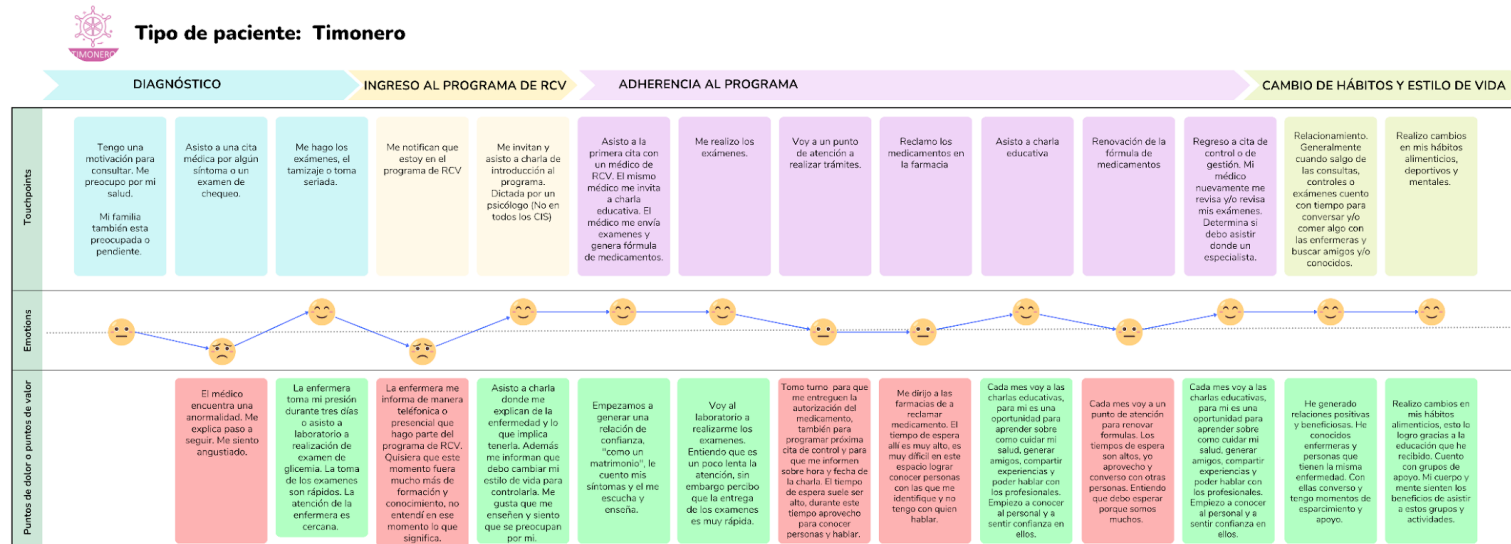 TIMONERO
Tipo de paciente: Timonero
DIAGNÓSTICO
INGRESO AL PROGRAMA DE RCV
ADHERENCIA AL PROGRAMA
CAMBIO DE HÁBITOS Y ESTILO DE VIDA
Touchpoints
Tengo una
motivación para
consultar. Me
preocupo por mi
salud.
Mi familia
también esta
preocupada o
pendiente.
Asisto a una cita
médica por algún
síntoma o un
examen de
chequeo.
Me hago los
exámenes, el
tamizaje o toma
seriada.
Me notifican que
estoy en el
programa de RCV
Me invitan y
asisto a charla de
introducción al
programa.
Dictada por un
psicólogo (No en
todos los CIS)
Asisto a la
primera cita con
un médico de
RCV. El mismo
médico me invita
a charla
educativa. El
médico me envía
examenes y
genera fórmula
de medicamentos.
Me realizo los
exámenes.
Voy a un punto
de atención a
realizar trámites.
Reclamo los
medicamentos en
la farmacia
Asisto a charla
educativa
Renovación de la
fórmula de
medicamentos
Regreso a cita de
control o de
gestión. Mi
médico
nuevamente me
revisa y/o revisa
mis exámenes.
Determina si
debo asistir
donde un
especialista.
Relacionamiento.
Generalmente
cuando salgo de
las consultas,
controles o
exámenes cuento
con tiempo para
conversar y/o
comer algo con
las enfermeras y
buscar amigos y/o
conocidos.
Realizo cambios
en mis hábitos
alimenticios,
deportivos y
mentales.
Emotions
Puntos de dolor o puntos de valor
El médico
encuentra una
anormalidad. Me
explica paso a
seguir. Me siento
angustiado.
La enfermera
toma mi presión
durante tres días
o asisto a
laboratorio a
realización de
examen de
glicemia. La toma
de los examenes
son rápidos. La
atención de la
enfermera es
cercana.
La enfermera me
informa de manera
teléfonica o
presencial que
hago parte del
programa de RCV.
Quisiera que este
momento fuera
mucho más de
formación y
conocimiento, no
entendí en ese
momento lo que
significa.
Asisto a charla
donde me
explican de la
enfermedad y lo
que implica
tenerla. Además
me informan que
debo cambiar mi
estilo de vida para
controlarla. Me
gusta que me
enseñen y siento
que se preocupan
por mi.
Empezamos a
generar una
relación de
confianza,
"como un
matrimonio", le
cuento mis
síntomas y el me
escucha y
enseña.
Voy al
laboratorio a
realizarme los
examenes.
Entiendo que es
un poco lenta la
atención, sin
embargo percibo
que la entrega
de los examenes
es muy rápida.
Tomo turno para que
me entreguen la
autorización del
medicamento,
también para
programar próxima
cita de control y para
que me informen
sobre hora y fecha de
la charla. El tiempo
de espera suele ser
alto, durante este
tiempo aprovecho
para conocer
personas y hablar.
Me dirijo a las
farmacias de a
reclamar
medicamento. El
tiempo de espera
allí es muy alto, es
muy difícil en este
espacio lograr
conocer personas
con las que me
identifique y no
tengo con quien
hablar.
Cada mes voy a las
charlas educativas,
para mi es una
oportunidad para
aprender sobre
como cuidar mi
salud, generar
amigos, compartir
experiencias y
poder hablar con
los profesionales.
Empiezo a conocer
al personal y a
sentir confianza en
ellos.
Cada mes voy a un
punto de atención
para renovar
formulas. Los
tiempos de espera
son altos, yo
aprovecho y
converso con otras
personas. Entiendo
que debo esperar
porque somos
muchos.
Cada mes voy a las
charlas educativas,
para mi es una
oportunidad para
aprender sobre
como cuidar mi
salud, generar
amigos, compartir
experiencias y
poder hablar con
los profesionales.
Empiezo a conocer
al personal y a
sentir confianza en
ellos.
He generado
relaciones positivas
y beneficiosas. He
conocidos
enfermeras y
personas que
tienen la misma
enfermedad. Con
ellas converso y
tengo momentos de
esparcimiento y
apoyo.
Realizo cambios en
mis hábitos
alimenticios, esto lo
logro gracias a la
educación que he
recibido. Cuento
con grupos de
apoyo. Mi cuerpo y
mente sienten los
beneficios de asistir
a estos grupos y
actividades.